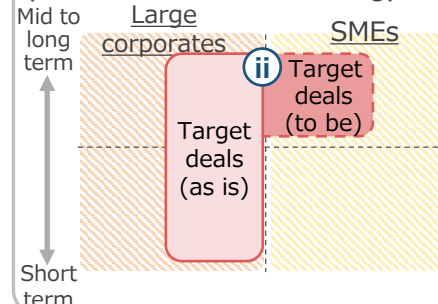 Mid to
long
term
Large
corporates
SMEs
ii
Target
deals
(to be)
Target
deals
(as is)
Short
term